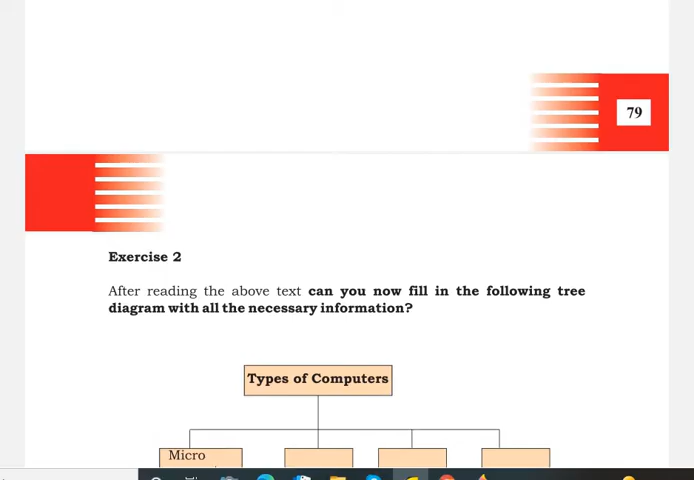 79
Exercise 2
After reading the above text can you now fill in the following tree
diagram with all the necessary information?
Types of Computers
Micro